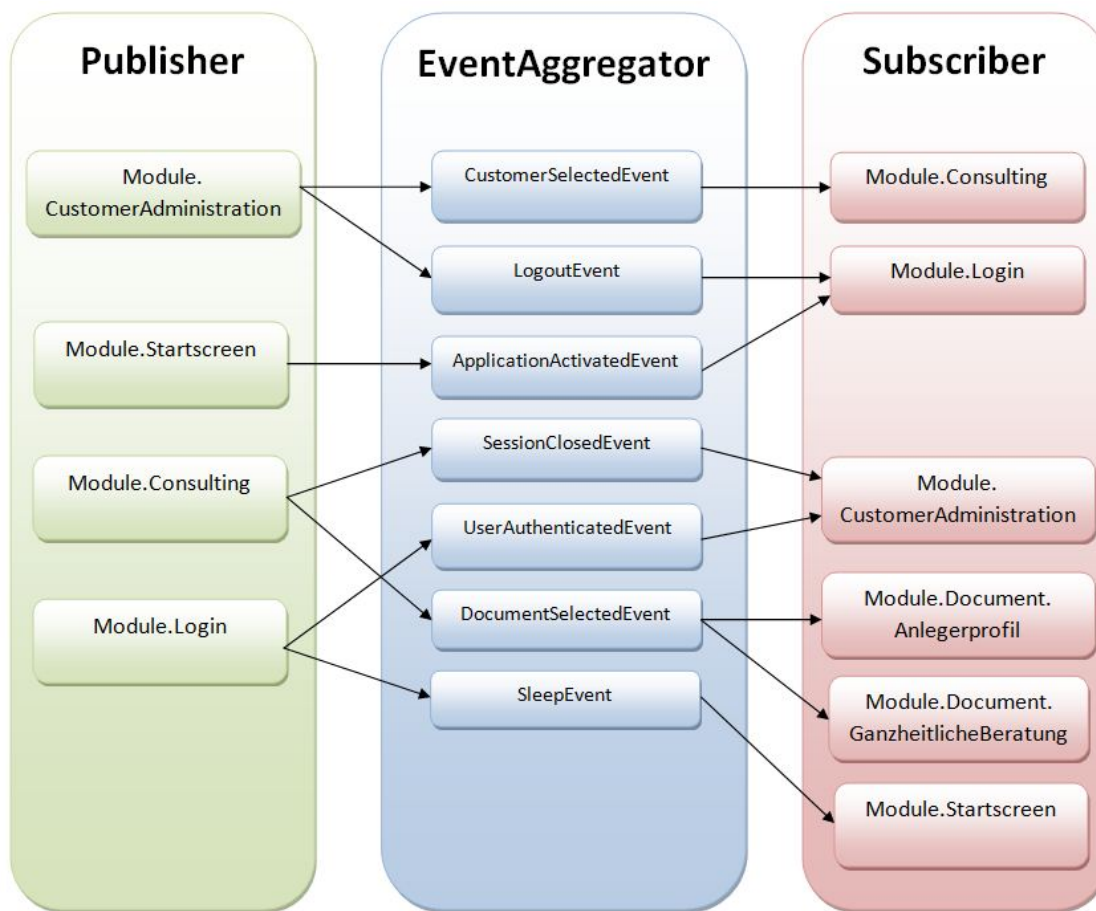 Publisher
Module.
CustomerAdministration
Module.Startscreen
Module.Consulting
Module.Login
EventAggregator
CustomerSelectedEvent
LogoutEvent
ApplicationActivatedEvent
SessionClosedEvent
UserAuthenticatedEvent
DocumentSelectedEvent
SleepEvent
Subscriber
Module.Consulting
Module.Login
Module.
CustomerAdministration
Module.Document.
Anlegerprofil
Module.Document.
GanzheitlicheBeratung
Module.Startscreen